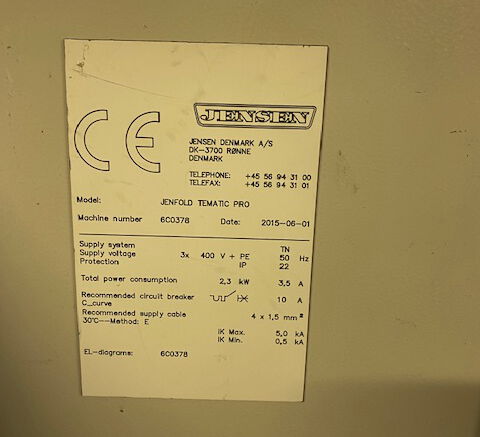 CE
JENSEN
JENSEN DENMARK A/S
DK-3700 RØNNE
DENMARK
TELEPHONE: +45 56 94 31 00
TELEFAX: +45 56 94 31 01
Model: JENFOLD TEMATIC PRO
Machine number 6C0378 Date: 2015-06-01
Supply system TN
Supply voltage 3x 400 V + PE 50 Hz
Protection IP 22
Total power consumption 2,3 kW 3,5 A
Recommended circuit breaker 10 A
C_curve
Recommended supply cable 4 x 1,5 mm²
30°C--Method: E
IK Max. 5,0 kA
IK Min. 0,5 kA
EL-diagrams: 6C0378